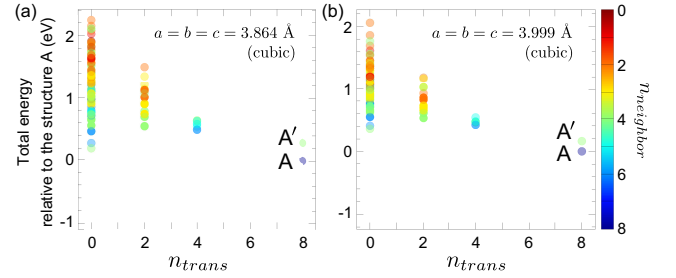 (a)
a = b = c = 3.864 Å
(cubic)
Total energy
relative to the structure A (eV)
2
1
0
-1
A′
A
0
2
4
6
8
n_trans
(b)
a = b = c = 3.999 Å
(cubic)
2
1
0
-1
A′
A
0
2
4
6
8
n_trans
0
2
4
6
8
n_neighbor